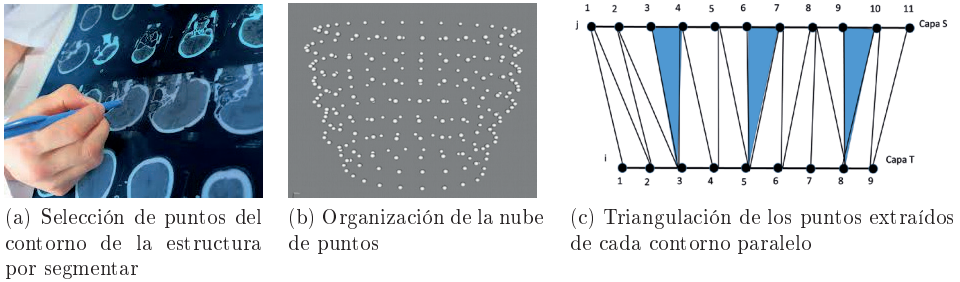 1 2 3 4 5 6 7 8 9 10 11
j Capa S
i Capa T
1 2 3 4 5 6 7 8 9
(a) Selección de puntos del
contorno de la estructura
por segmentar
(b) Organización de la nube
de puntos
(c) Triangulación de los puntos extraídos
de cada contorno paralelo